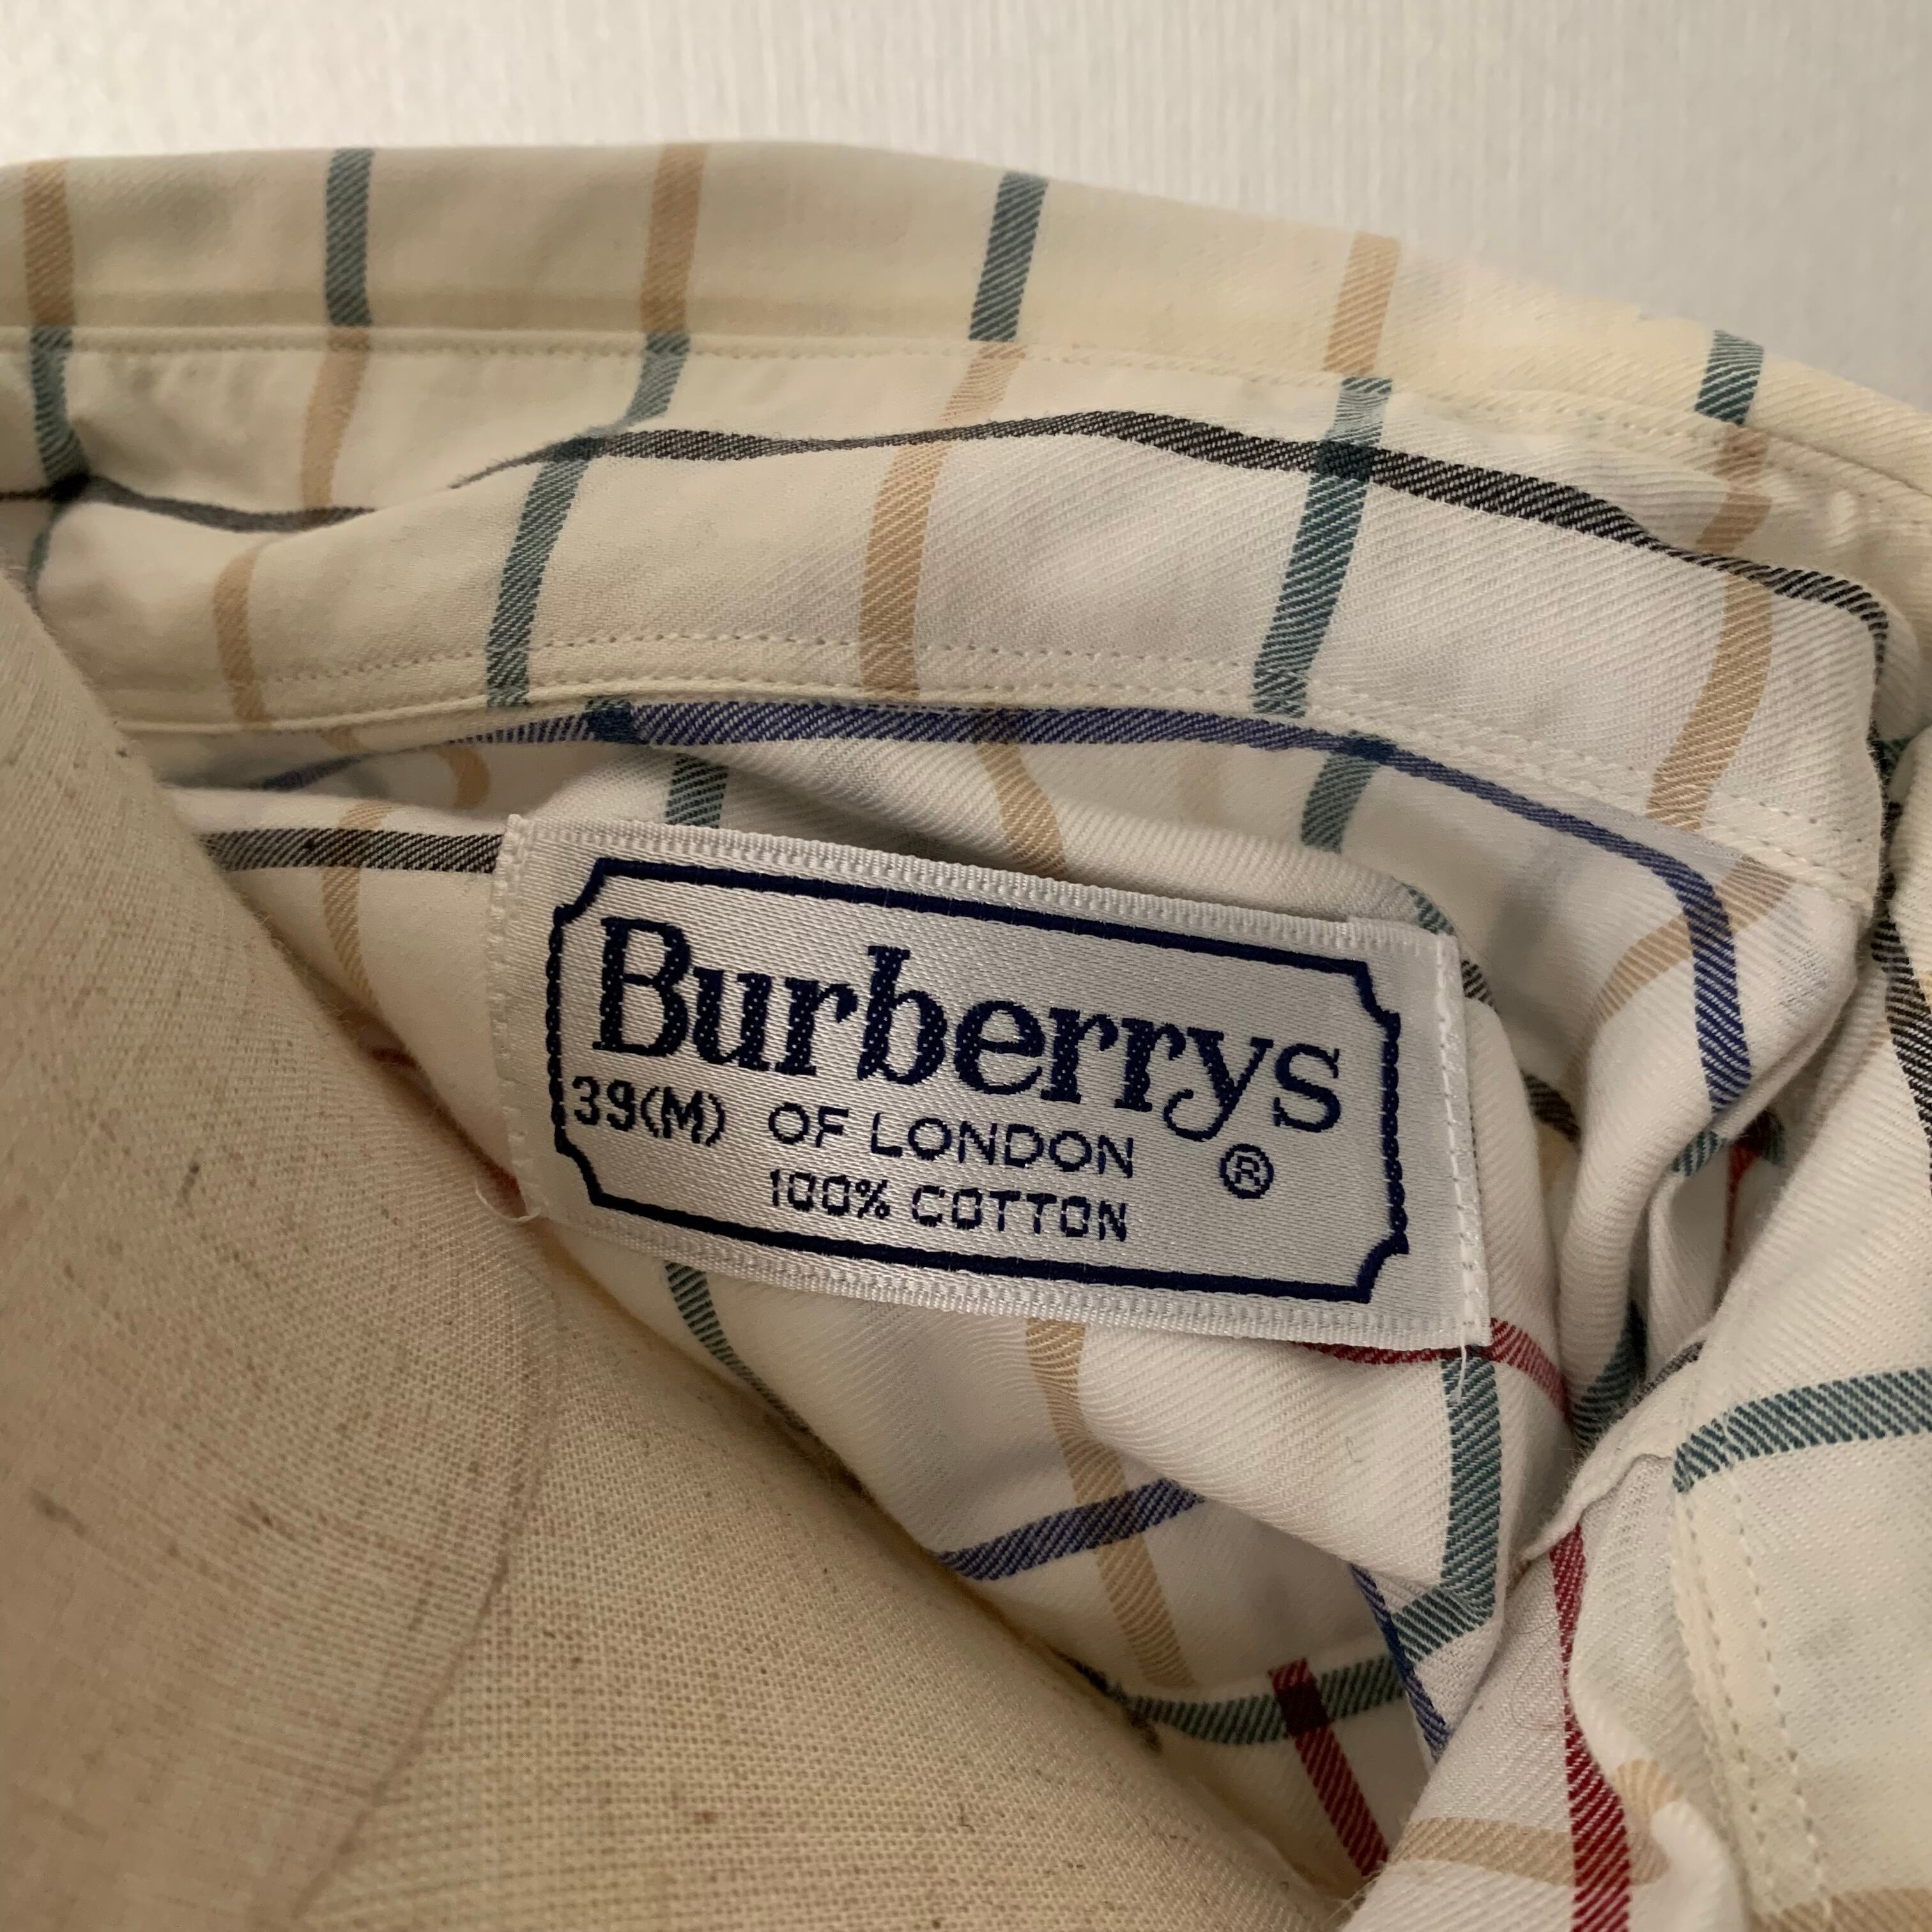 Burberrys
39(M) OF LONDON ®
100% COTTON